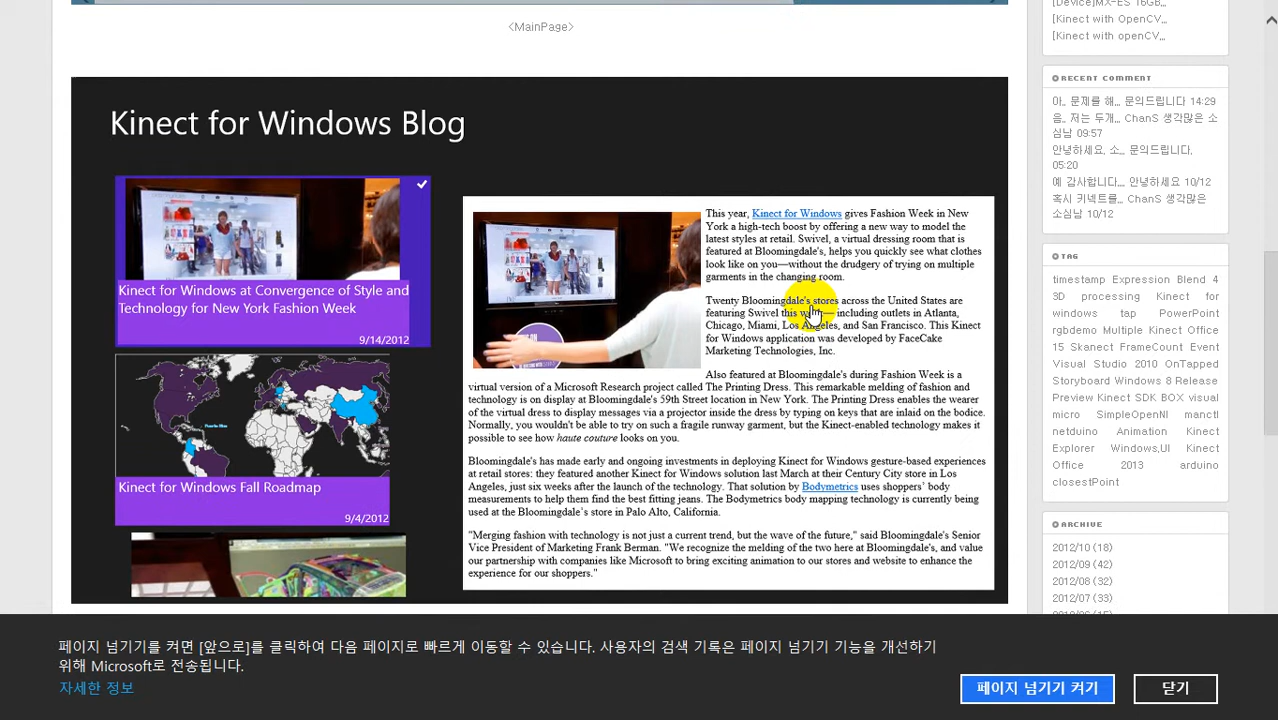 [Device]MX-ES 16GB...
[Kinect with OpenCV...
[Kinect with openCV...
<MainPage>
RECENT COMMENT
아.. 문제를 해... 문의드립니다 14:29
음.. 저는 두개... ChanS 생각많은 소심남 09:57
안녕하세요. 소... 문의드립니다. 05:20
예 감사합니다... 안녕하세요 10/12
혹시 키넥트를... ChanS 생각많은 소심남 10/12
TAG
timestamp Expression Blend 4
3D processing Kinect for
windows tap PowerPoint
rgbdemo Multiple Kinect Office
15 Skanect FrameCount Event
Visual Studio 2010 OnTapped
Storyboard Windows 8 Release
Preview Kinect SDK BOX visual
micro SimpleOpenNI manctl
netduino Animation Kinect
Explorer Windows,UI Kinect
Office 2013 arduino
closestPoint
ARCHIVE
2012/10 (18)
2012/09 (42)
2012/08 (32)
2012/07 (33)
Kinect for Windows Blog
Kinect for Windows at Convergence of Style and
Technology for New York Fashion Week
9/14/2012
Kinect for Windows Fall Roadmap
9/4/2012
This year, Kinect for Windows gives Fashion Week in New
York a high-tech boost by offering a new way to model the
latest styles at retail. Swivel, a virtual dressing room that is
featured at Bloomingdale's, helps you quickly see what clothes
look like on you—without the drudgery of trying on multiple
garments in the changing room.
Twenty Bloomingdale's stores across the United States are
featuring Swivel this week— including outlets in Atlanta,
Chicago, Miami, Los Angeles, and San Francisco. This Kinect
for Windows application was developed by FaceCake
Marketing Technologies, Inc.
Also featured at Bloomingdale's during Fashion Week is a
virtual version of a Microsoft Research project called The Printing Dress. This remarkable melding of fashion and
technology is on display at Bloomingdale's 59th Street location in New York. The Printing Dress enables the wearer
of the virtual dress to display messages via a projector inside the dress by typing on keys that are inlaid on the bodice.
Normally, you wouldn't be able to try on such a fragile runway garment, but the Kinect-enabled technology makes it
possible to see how haute couture looks on you.
Bloomingdale's has made early and ongoing investments in deploying Kinect for Windows gesture-based experiences
at retail stores: they featured another Kinect for Windows solution last March at their Century City store in Los
Angeles, just six weeks after the launch of the technology. That solution by Bodymetrics uses shoppers' body
measurements to help them find the best fitting jeans. The Bodymetrics body mapping technology is currently being
used at the Bloomingdale's store in Palo Alto, California.
"Merging fashion with technology is not just a current trend, but the wave of the future," said Bloomingdale's Senior
Vice President of Marketing Frank Berman. "We recognize the melding of the two here at Bloomingdale's, and value
our partnership with companies like Microsoft to bring exciting animation to our stores and website to enhance the
experience for our shoppers."
페이지 넘기기를 켜면 [앞으로]를 클릭하여 다음 페이지로 빠르게 이동할 수 있습니다. 사용자의 검색 기록은 페이지 넘기기 기능을 개선하기
위해 Microsoft로 전송됩니다.
자세한 정보
페이지 넘기기 켜기
닫기